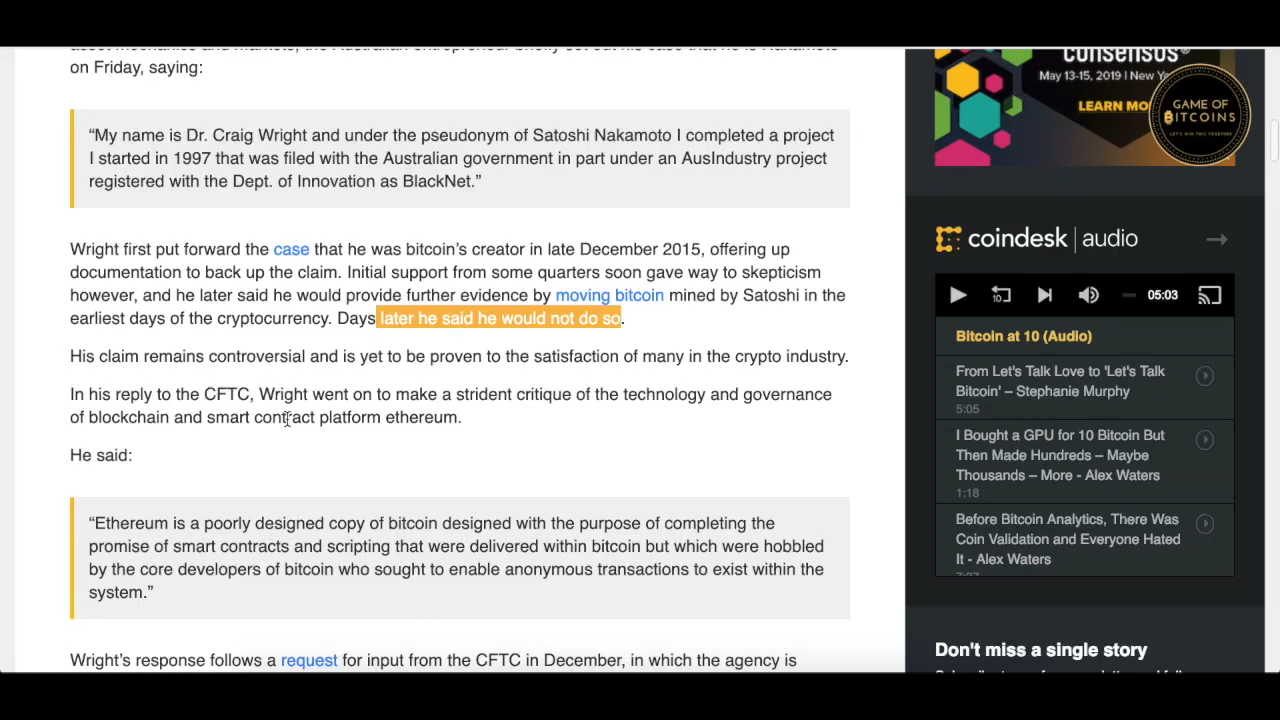 on Friday, saying:
“My name is Dr. Craig Wright and under the pseudonym of Satoshi Nakamoto I completed a project
I started in 1997 that was filed with the Australian government in part under an AusIndustry project
registered with the Dept. of Innovation as BlackNet.”
Wright first put forward the case that he was bitcoin’s creator in late December 2015, offering up
documentation to back up the claim. Initial support from some quarters soon gave way to skepticism
however, and he later said he would provide further evidence by moving bitcoin mined by Satoshi in the
earliest days of the cryptocurrency. Days later he said he would not do so.
His claim remains controversial and is yet to be proven to the satisfaction of many in the crypto industry.
In his reply to the CFTC, Wright went on to make a strident critique of the technology and governance
of blockchain and smart contract platform ethereum.
He said:
“Ethereum is a poorly designed copy of bitcoin designed with the purpose of completing the
promise of smart contracts and scripting that were delivered within bitcoin but which were hobbled
by the core developers of bitcoin who sought to enable anonymous transactions to exist within the
system.”
Wright’s response follows a request for input from the CFTC in December, in which the agency is
consensus
May 13-15, 2019 | New
LEARN
GAME OF
BITCOINS
LET'S WIN THIS TOGETHER
coindesk | audio
10
05:03
Bitcoin at 10 (Audio)
From Let's Talk Love to 'Let's Talk
Bitcoin' – Stephanie Murphy
5:05
I Bought a GPU for 10 Bitcoin But
Then Made Hundreds – Maybe
Thousands – More - Alex Waters
1:18
Before Bitcoin Analytics, There Was
Coin Validation and Everyone Hated
It - Alex Waters
Don't miss a single story